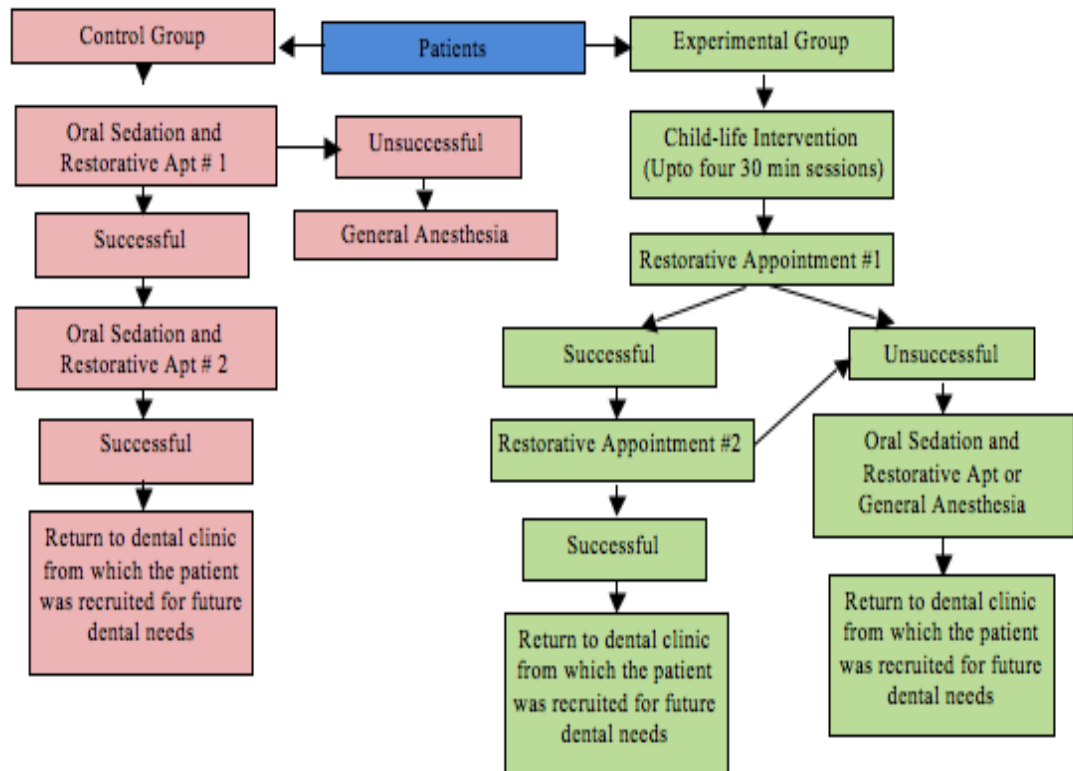 Control Group
Patients
Experimental Group
Oral Sedation and
Restorative Apt # 1
Unsuccessful
Child-life Intervention
(Upto four 30 min sessions)
Successful
General Anesthesia
Restorative Appointment #1
Oral Sedation and
Restorative Apt # 2
Successful
Unsuccessful
Successful
Restorative Appointment #2
Oral Sedation and
Restorative Apt or
General Anesthesia
Return to dental clinic
from which the patient
was recruited for future
dental needs
Successful
Return to dental clinic
from which the patient
was recruited for future
dental needs
Return to dental clinic
from which the patient
was recruited for future
dental needs